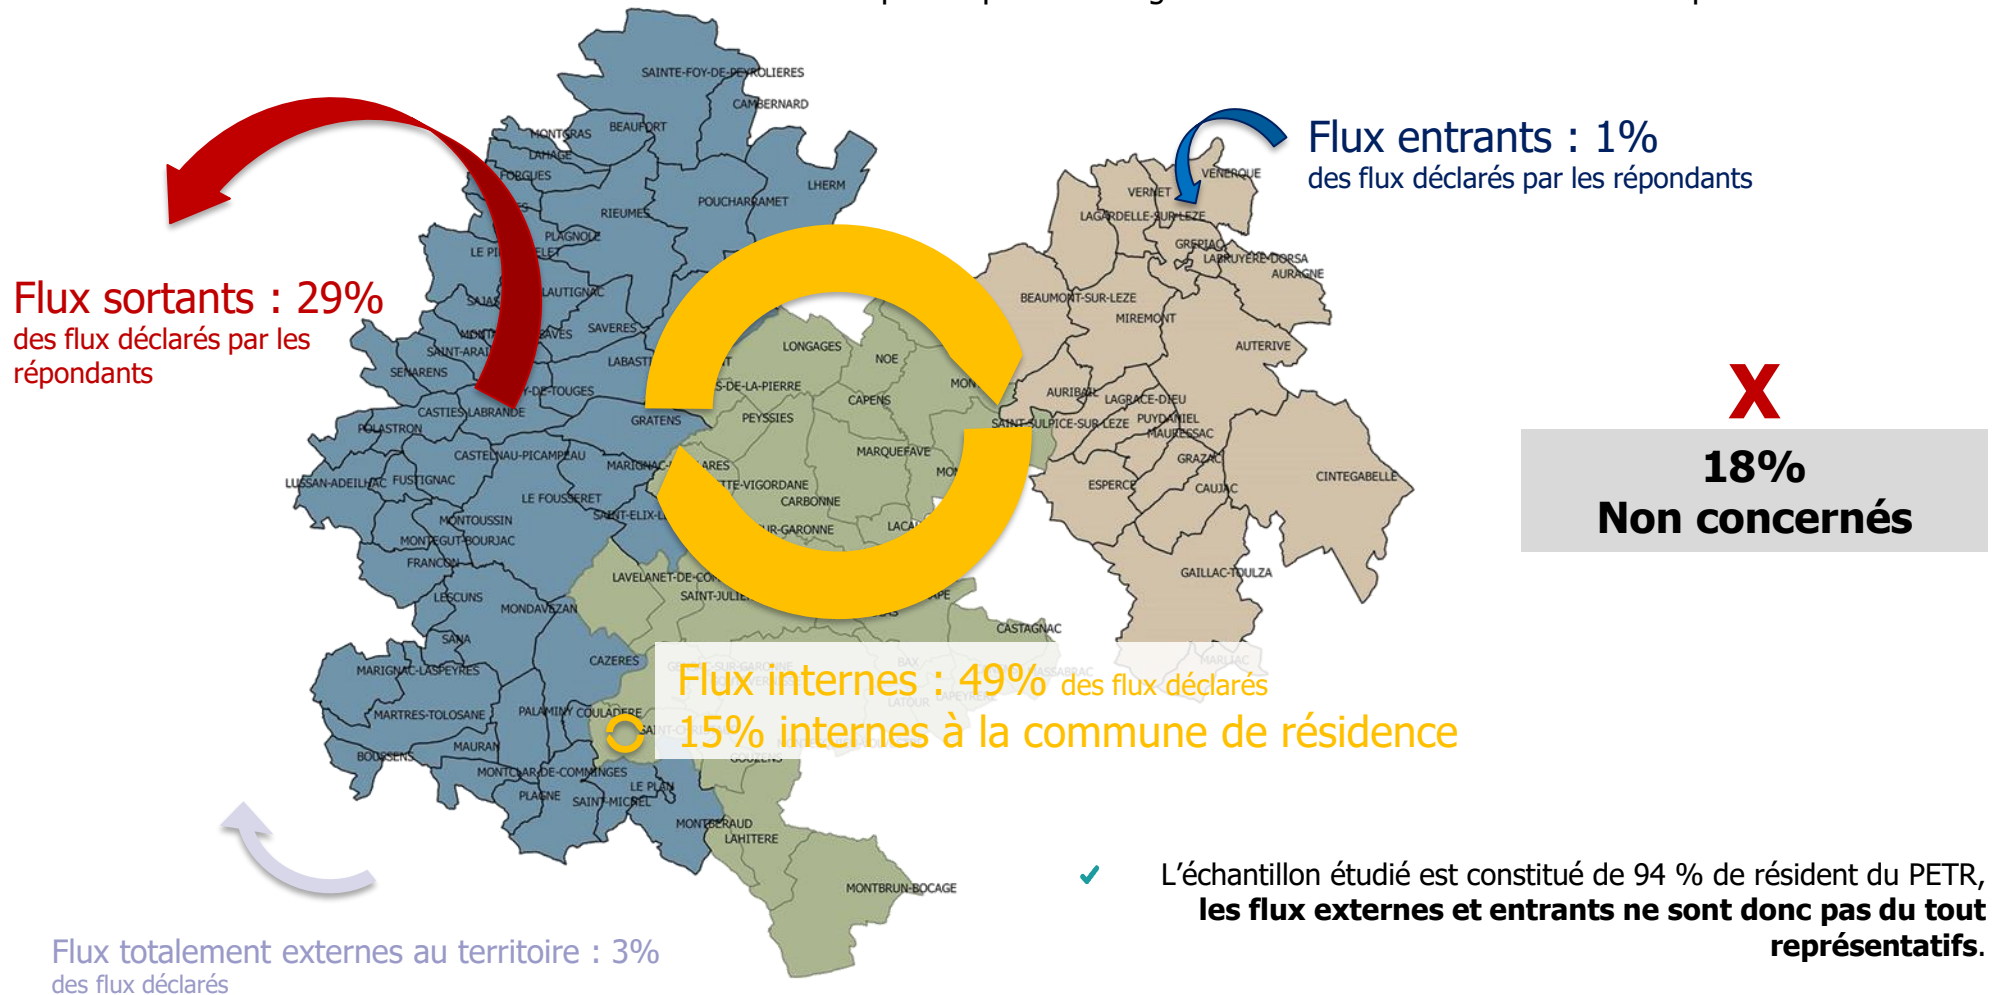 SAINTE-FOY-DE-PEYROLIERES
CAMBERNARD
MONTGRAS
BEAUFORT
LAHAGE
FORGUES
LHERM
POUCHARRAMET
RIEUMES
PLAGNOLE
LAUTIGNAC
SAVERES
SENARENS
CASTIES-LABRANDE
GRATENS
POLASTRON
CASTELNAU-PICAMPEAU
LUSSAN-ADEILHAC
FUSTIGNAC
LE FOUSSERET
MONTOUSSIN
MONTEGUT-BOURJAC
FRANCON
LESCUNS
MONDAVEZAN
SANA
CAZERES
MARIGNAC-LASPEYRES
MARTRES-TOLOSANE
PALAMINY
COULADERE
MAURAN
BOUSSENS
MONTCLAR-DE-COMMINGES
LE PLAN
PLAGNE
SAINT-MICHEL
MONTBERAUD
LAHITERE
MONTBRUN-BOCAGE
GOUZENS
LONGAGES
NOE
CAPENS
PEYSSIES
MARQUEFAVE
CARBONNE
CASTAGNAC
BAX
LATOUR
VENERQUE
VERNET
LAGARDELLE-SUR-LEZE
GREPIAC
LABRUYERE-DORSA
AURAGNE
BEAUMONT-SUR-LEZE
MIREMONT
AUTERIVE
AURIBAIL
LAGRACE-DIEU
SAINT-SULPICE-SUR-LEZE
PUYDANIEL
MAURESSAC
GRAZAC
CINTEGABELLE
ESPERCE
CAUJAC
GAILLAC-TOULZA
MARLIAC
Flux entrants : 1%
des flux déclarés par les répondants
Flux sortants : 29%
des flux déclarés par les
répondants
X
18%
Non concernés
Flux internes : 49% des flux déclarés
15% internes à la commune de résidence
✔ L’échantillon étudié est constitué de 94 % de résident du PETR,
les flux externes et entrants ne sont donc pas du tout
représentatifs.
Flux totalement externes au territoire : 3%
des flux déclarés